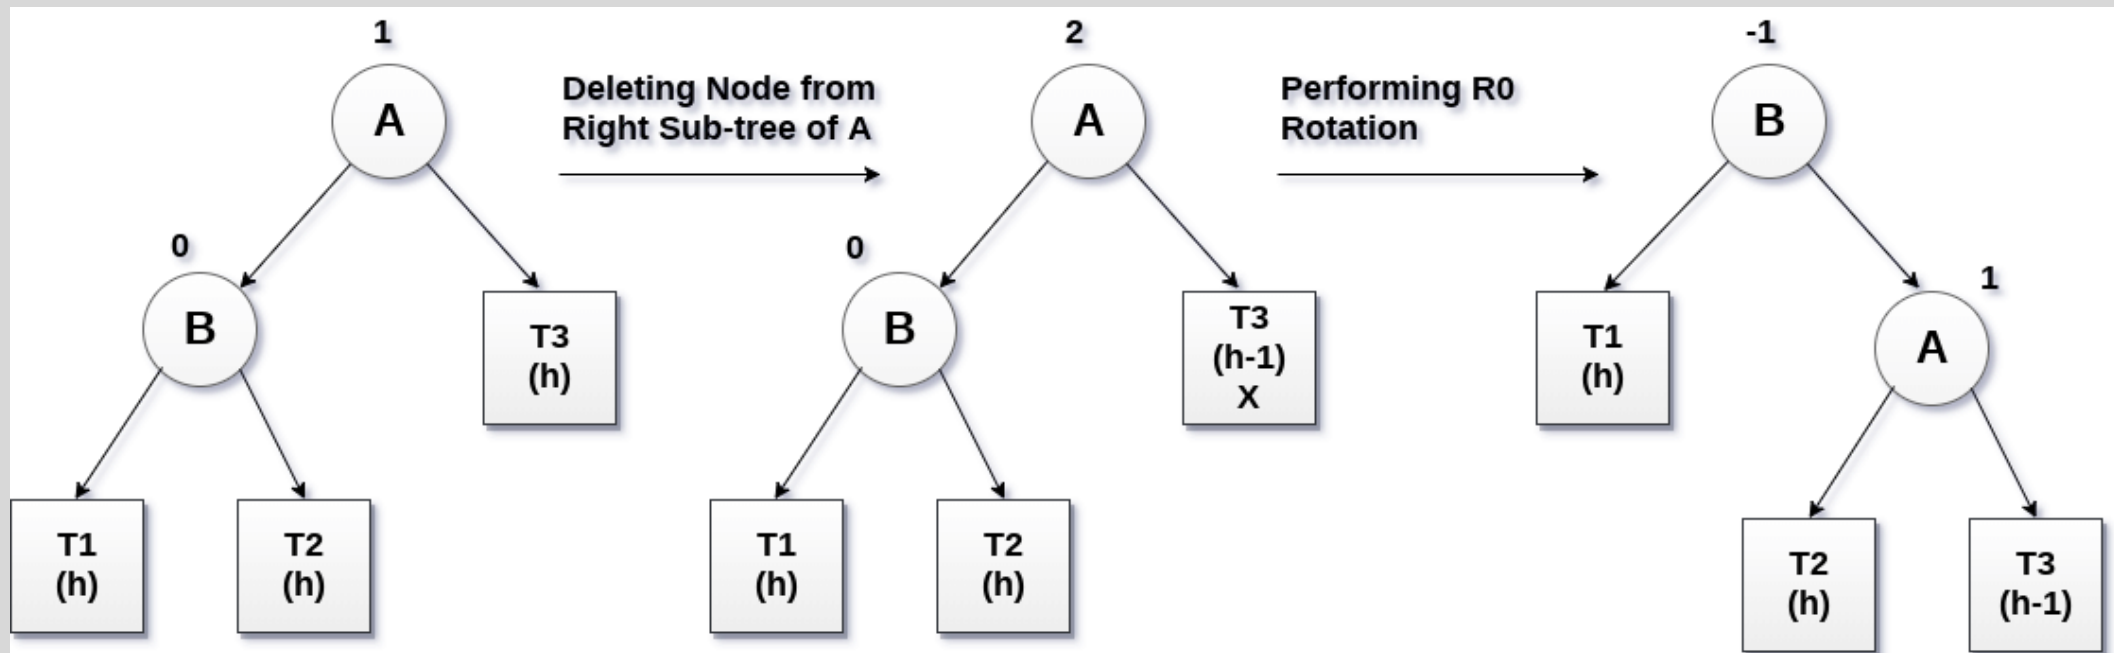 1
A
0
B
T3
(h)
T1
(h)
T2
(h)
Deleting Node from
Right Sub-tree of A
2
A
0
B
T3
(h-1)
X
T1
(h)
T2
(h)
Performing R0
Rotation
-1
B
T1
(h)
1
A
T2
(h)
T3
(h-1)